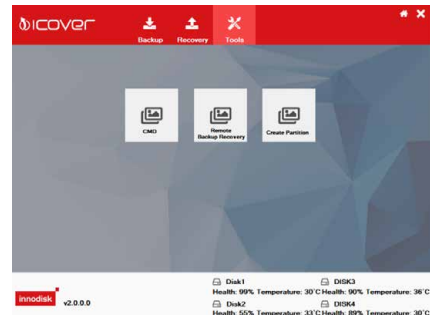 icover
Backup Recovery Tools
CMD
Remote
Backup Recovery
Create Partition
innodisk
v2.0.0.0
Disk1
Health: 99% Temperature: 30°C
DISK3
Health: 90% Temperature: 36°C
Disk2
Health: 55% Temperature: 33°C
DISK4
Health: 89% Temperature: 30°C